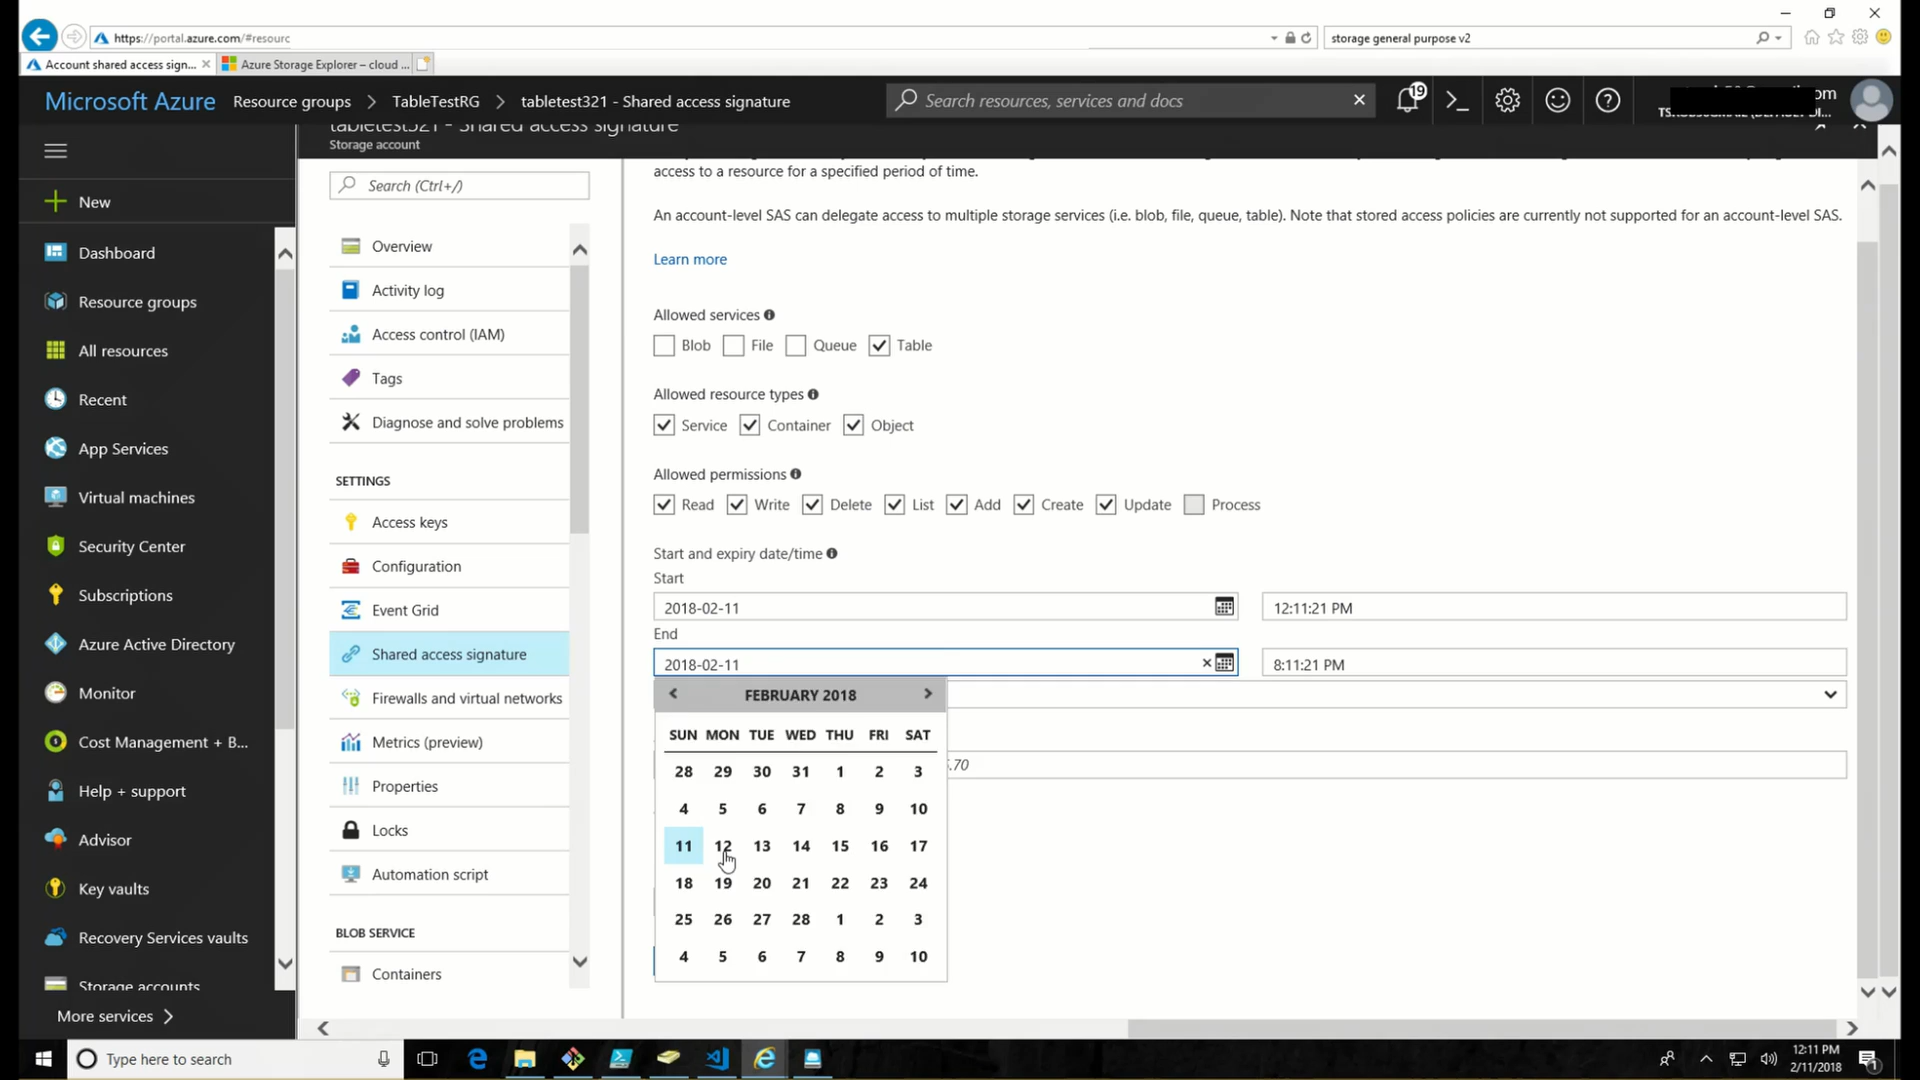 https://portal.azure.com/#resourc
storage general purpose v2
Account shared access sign...
Azure Storage Explorer – cloud ...
Microsoft Azure
Resource groups
TableTestRG
tabletest321 - Shared access signature
Search resources, services and docs
19
tabletest321 - Shared access signature
Storage account
New
Dashboard
Resource groups
All resources
Recent
App Services
Virtual machines
Security Center
Subscriptions
Azure Active Directory
Monitor
Cost Management + B...
Help + support
Advisor
Key vaults
Recovery Services vaults
Storage accounts
More services
Search (Ctrl+/)
Overview
Activity log
Access control (IAM)
Tags
Diagnose and solve problems
SETTINGS
Access keys
Configuration
Event Grid
Shared access signature
Firewalls and virtual networks
Metrics (preview)
Properties
Locks
Automation script
BLOB SERVICE
Containers
access to a resource for a specified period of time.
An account-level SAS can delegate access to multiple storage services (i.e. blob, file, queue, table). Note that stored access policies are currently not supported for an account-level SAS.
Learn more
Allowed services
Blob File Queue Table
Allowed resource types
Service Container Object
Allowed permissions
Read Write Delete List Add Create Update Process
Start and expiry date/time
Start
2018-02-11 12:11:21 PM
End
2018-02-11 8:11:21 PM
FEBRUARY 2018
SUN MON TUE WED THU FRI SAT
28 29 30 31 1 2 3
4 5 6 7 8 9 10
11 12 13 14 15 16 17
18 19 20 21 22 23 24
25 26 27 28 1 2 3
4 5 6 7 8 9 10
.70
Type here to search
12:11 PM
2/11/2018
1